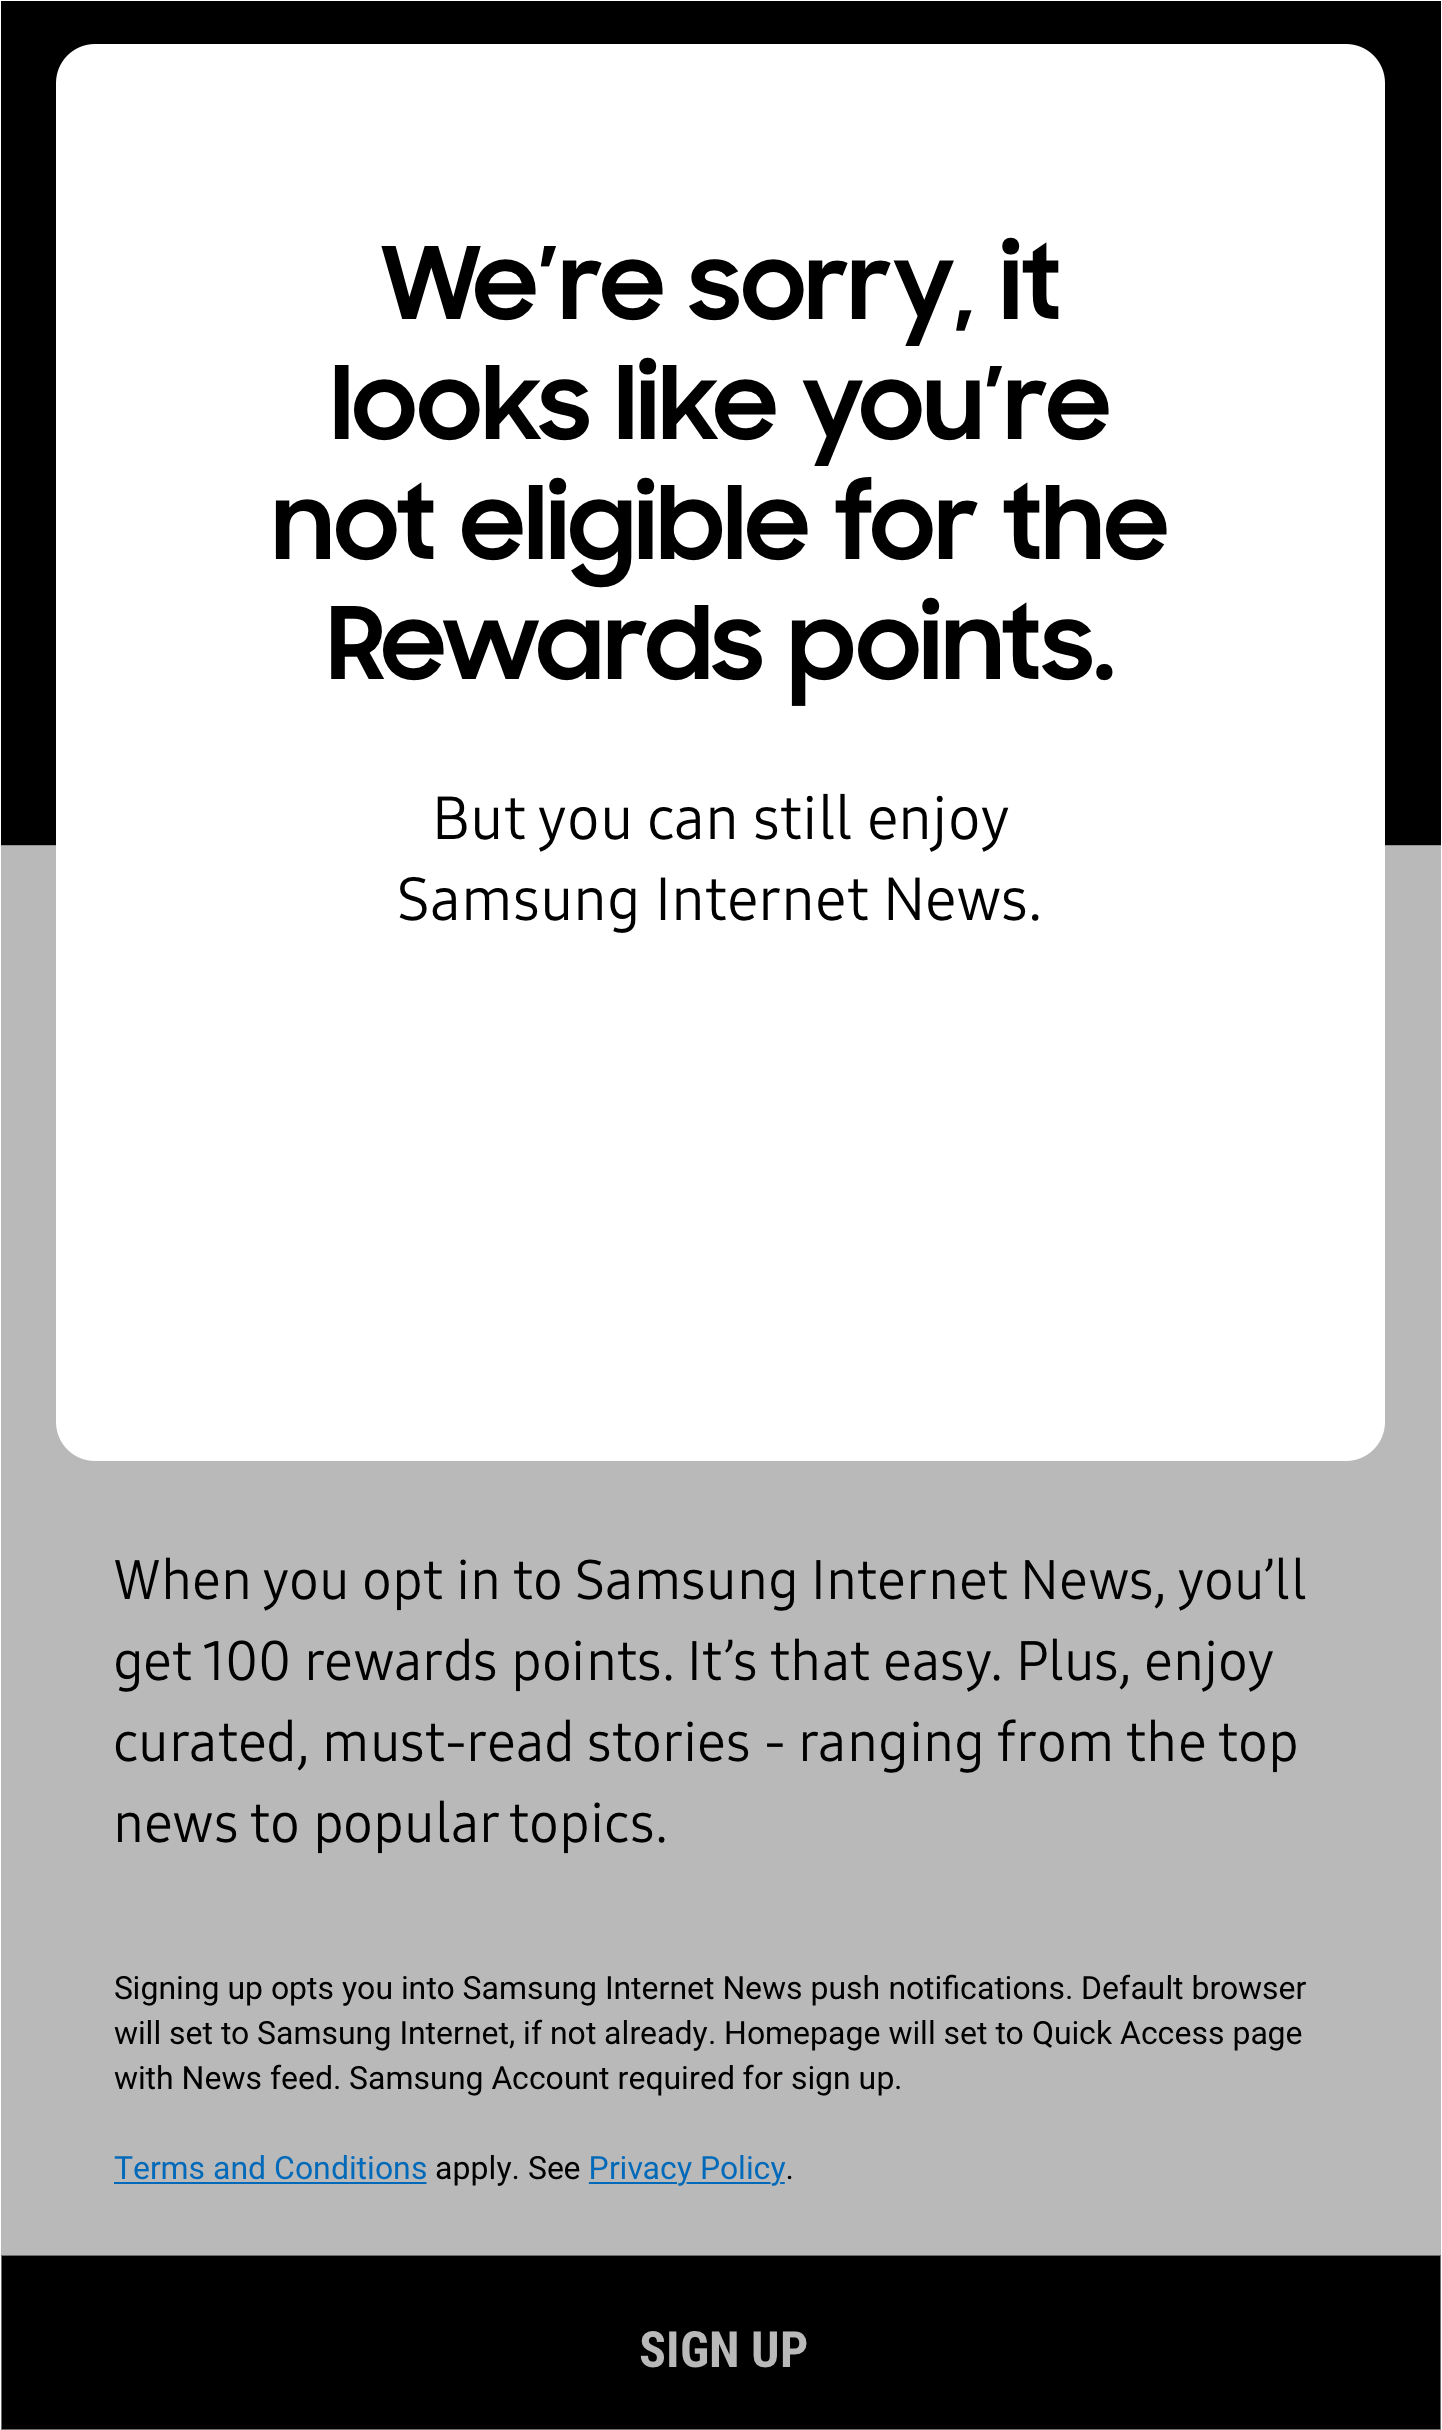 We’re sorry, it
looks like you’re
not eligible for the
Rewards points.
But you can still enjoy
Samsung Internet News.
When you opt in to Samsung Internet News, you’ll
get 100 rewards points. It’s that easy. Plus, enjoy
curated, must-read stories - ranging from the top
news to popular topics.
Signing up opts you into Samsung Internet News push notifications. Default browser
will set to Samsung Internet, if not already. Homepage will set to Quick Access page
with News feed. Samsung Account required for sign up.
Terms and Conditions apply. See Privacy Policy.
SIGN UP